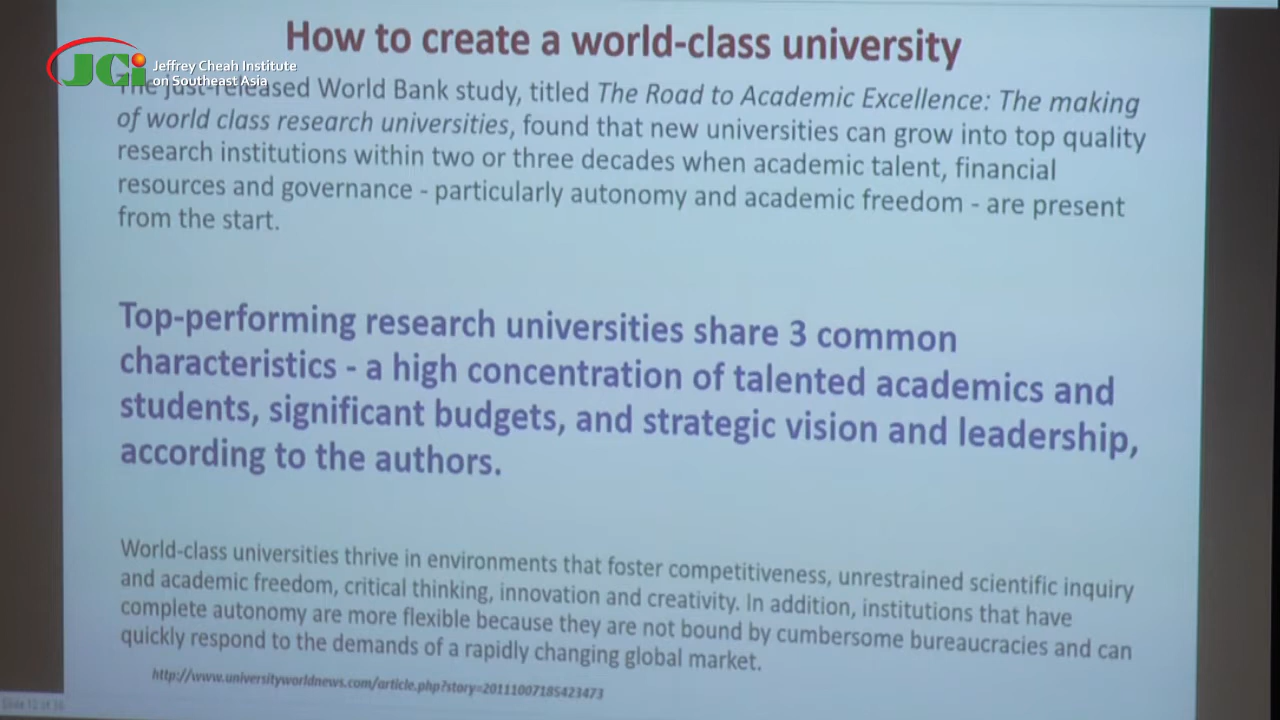 How to create a world-class university
JCi Jeffrey Cheah Institute
on Southeast Asia
The just-released World Bank study, titled The Road to Academic Excellence: The making
of world class research universities, found that new universities can grow into top quality
research institutions within two or three decades when academic talent, financial
resources and governance - particularly autonomy and academic freedom - are present
from the start.
Top-performing research universities share 3 common
characteristics - a high concentration of talented academics and
students, significant budgets, and strategic vision and leadership,
according to the authors.
World-class universities thrive in environments that foster competitiveness, unrestrained scientific inquiry
and academic freedom, critical thinking, innovation and creativity. In addition, institutions that have
complete autonomy are more flexible because they are not bound by cumbersome bureaucracies and can
quickly respond to the demands of a rapidly changing global market.
http://www.universityworldnews.com/article.php?story=20111007185423473